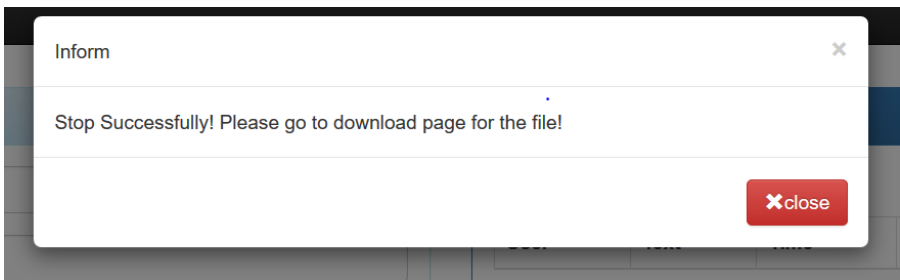 Inform
×
Stop Successfully! Please go to download page for the file!
✖close